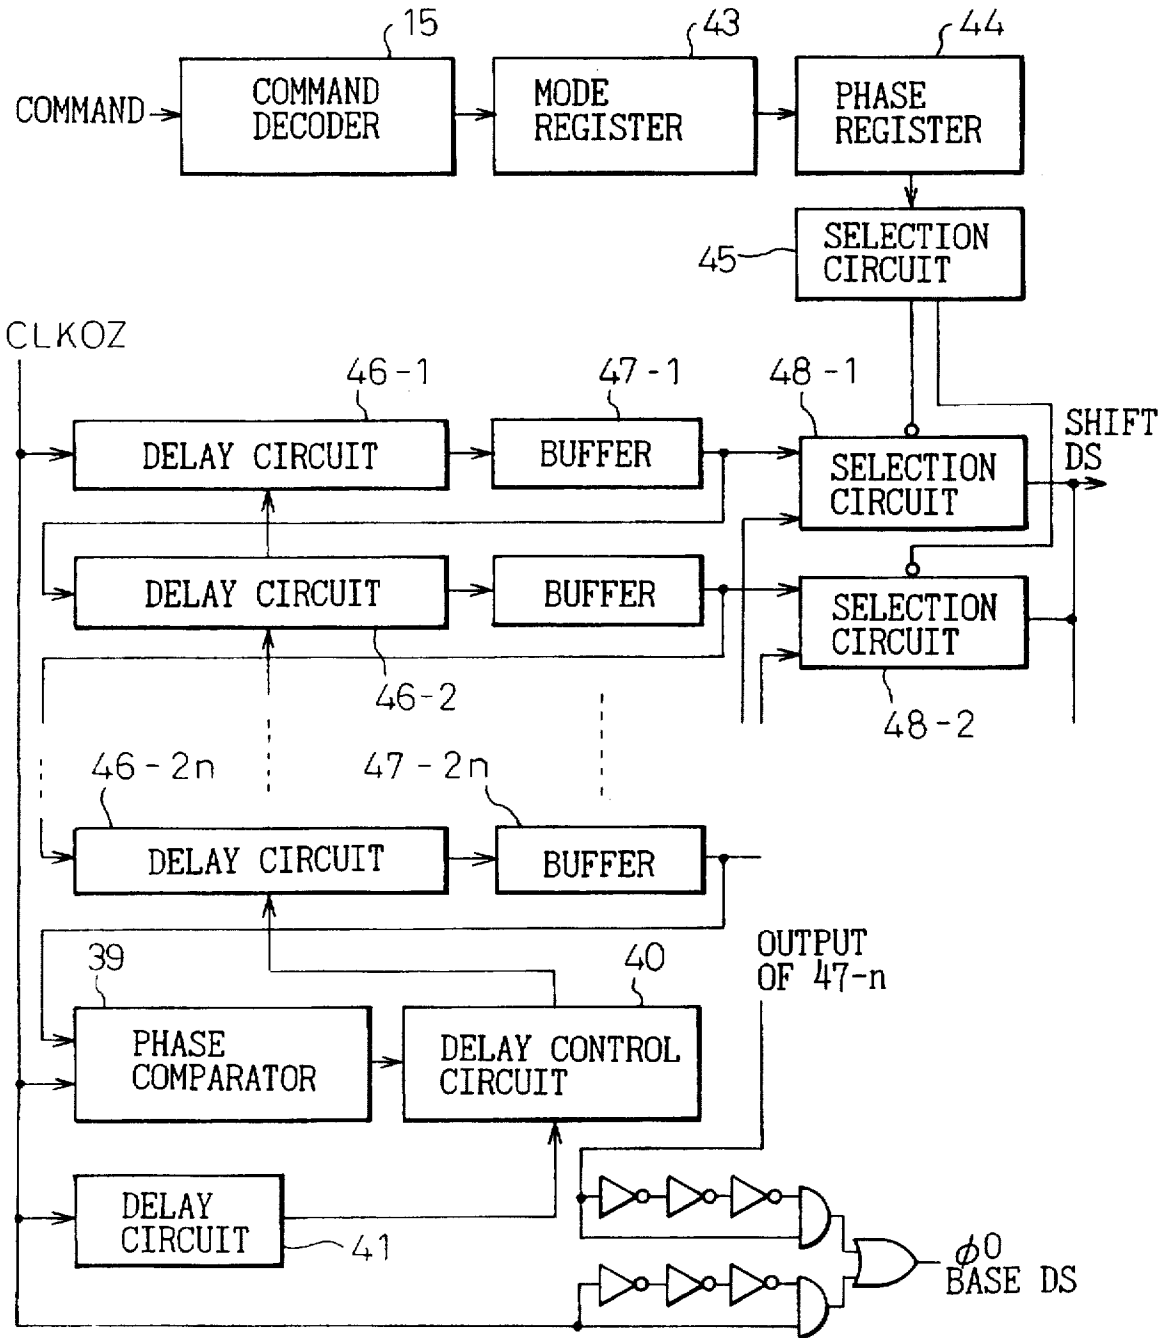 15
43
44
COMMAND
COMMAND
DECODER
MODE
REGISTER
PHASE
REGISTER
45
SELECTION
CIRCUIT
CLK0Z
46-1
47-1
48-1
SHIFT
DS
DELAY CIRCUIT
BUFFER
SELECTION
CIRCUIT
DELAY CIRCUIT
BUFFER
SELECTION
CIRCUIT
46-2
48-2
46-2n
47-2n
DELAY CIRCUIT
BUFFER
OUTPUT
OF 47-n
39
40
PHASE
COMPARATOR
DELAY CONTROL
CIRCUIT
DELAY
CIRCUIT
41
φ0
BASE DS